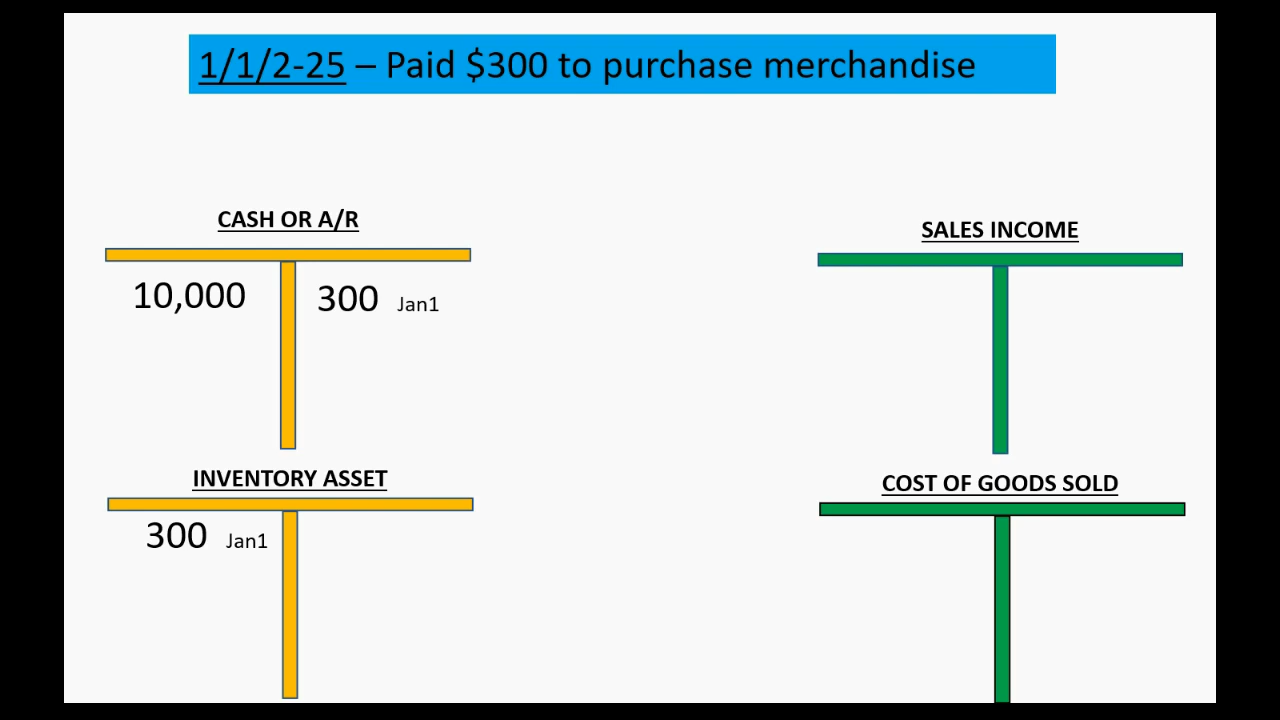 1/1/2-25 – Paid $300 to purchase merchandise
CASH OR A/R
10,000 300 Jan1
INVENTORY ASSET
300 Jan1
SALES INCOME
COST OF GOODS SOLD